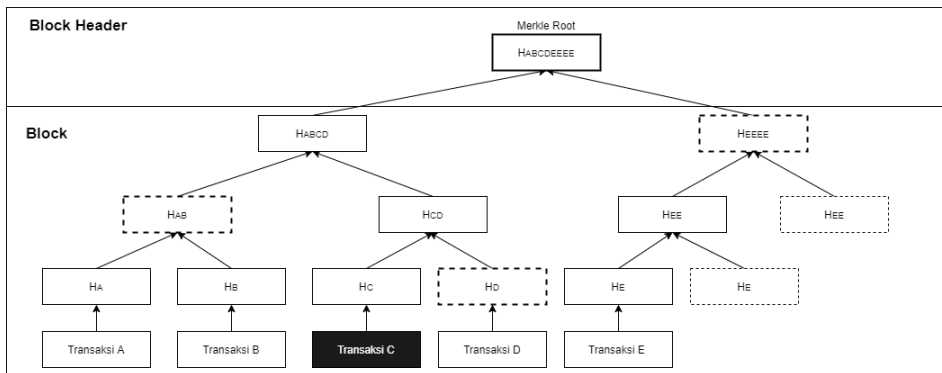 Block Header
Merkle Root
HABCDEEEE
Block
HABCD
HEEEE
HAB
HCD
HEE
HEE
HA
HB
HC
HD
HE
HE
Transaksi A
Transaksi B
Transaksi C
Transaksi D
Transaksi E